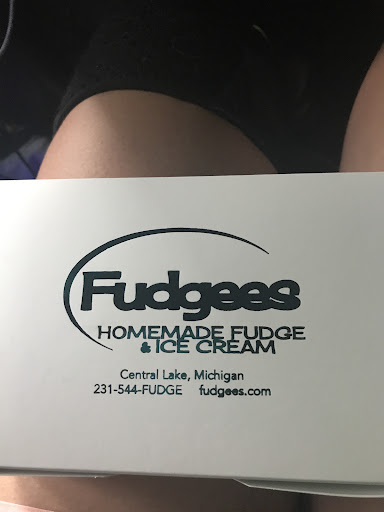 Fudgees
HOMEMADE FUDGE
& ICE CREAM
Central Lake, Michigan
231-544-FUDGE fudgees.com